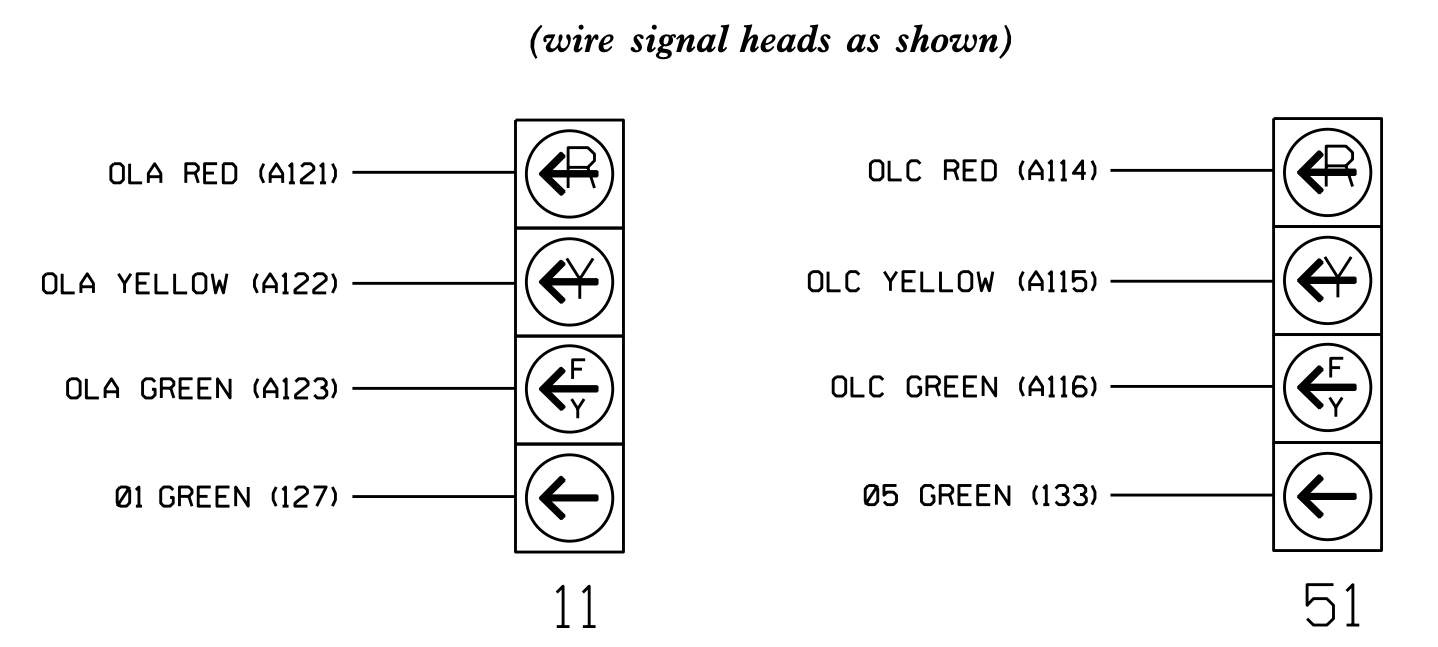 (wire signal heads as shown)
OLA RED (A121)
R
OLA YELLOW (A122)
Y
OLA GREEN (A123)
F
Y
Ø1 GREEN (127)
11
OLC RED (A114)
R
OLC YELLOW (A115)
Y
OLC GREEN (A116)
F
Y
Ø5 GREEN (133)
51